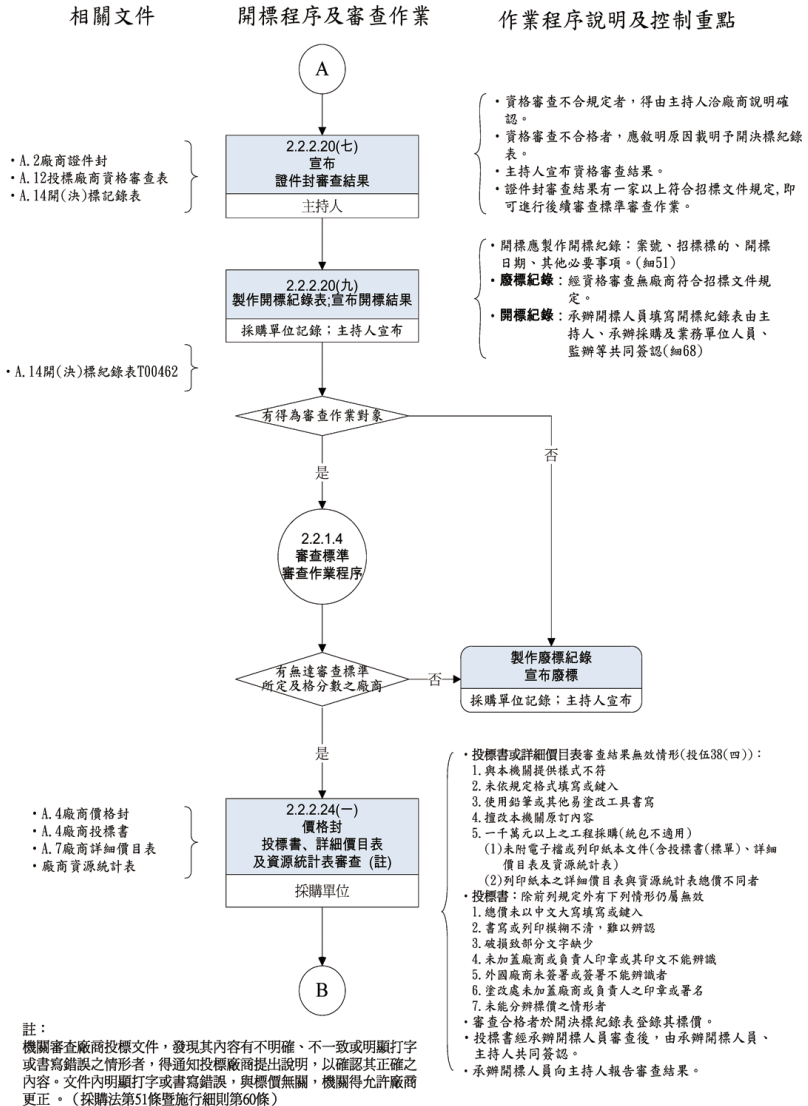 相關文件
開標程序及審查作業
作業程序說明及控制重點
A
・A.2廠商證件封
・A.12投標廠商資格審查表
・A.14開(決)標記錄表
2.2.2.20(七)
宣布
證件封審查結果
主持人
・資格審查不合規定者，得由主持人洽廠商說明確
認。
・資格審查不合格者，應敘明原因載明予開決標紀錄
表。
・主持人宣布資格審查結果。
・證件封審查結果有一家以上符合招標文件規定,即
可進行後續審查標準審查作業。
2.2.2.20(九)
製作開標紀錄表;宣布開標結果
採購單位記錄；主持人宣布
・開標應製作開標紀錄：案號、招標標的、開標
日期、其他必要事項。(細51)
・廢標紀錄：經資格審查無廠商符合招標文件規
定。
・開標紀錄：承辦開標人員填寫開標紀錄表由主
持人、承辦採購及業務單位人員、
監辦等共同簽認(細68)
・A.14開(決)標紀錄表T00462
有得為審查作業對象
否
是
2.2.1.4
審查標準
審查作業程序
有無達審查標準
所定及格分數之廠商
否
製作廢標紀錄
宣布廢標
採購單位記錄；主持人宣布
是
・A.4廠商價格封
・A.4廠商投標書
・A.7廠商詳細價目表
・廠商資源統計表
2.2.2.24(一)
價格封
投標書、詳細價目表
及資源統計表審查 (註)
採購單位
・投標書或詳細價目表審查結果無效情形(投伍38(四))：
1.與本機關提供樣式不符
2.未依規定格式填寫或鍵入
3.使用鉛筆或其他易塗改工具書寫
4.擅改本機關原訂內容
5.一千萬元以上之工程採購(統包不適用)
(1)未附電子檔或列印紙本文件(含投標書(標單)、詳細
價目表及資源統計表)
(2)列印紙本之詳細價目表與資源統計表總價不同者
・投標書：除前列規定外有下列情形仍屬無效
1.總價未以中文大寫填寫或鍵入
2.書寫或列印模糊不清，難以辨認
3.破損致部分文字缺少
4.未加蓋廠商或負責人印章或其印文不能辨識
5.外國廠商未簽署或簽署不能辨識者
6.塗改處未加蓋廠商或負責人之印章或署名
7.未能分辨標價之情形者
・審查合格者於開決標紀錄表登錄其標價。
・投標書經承辦開標人員審查後，由承辦開標人員、
主持人共同簽認。
・承辦開標人員向主持人報告審查結果。
B
註：
機關審查廠商投標文件，發現其內容有不明確、不一致或明顯打字
或書寫錯誤之情形者，得通知投標廠商提出說明，以確認其正確之
內容。文件內明顯打字或書寫錯誤，與標價無關，機關得允許廠商
更正 。（採購法第51條暨施行細則第60條）